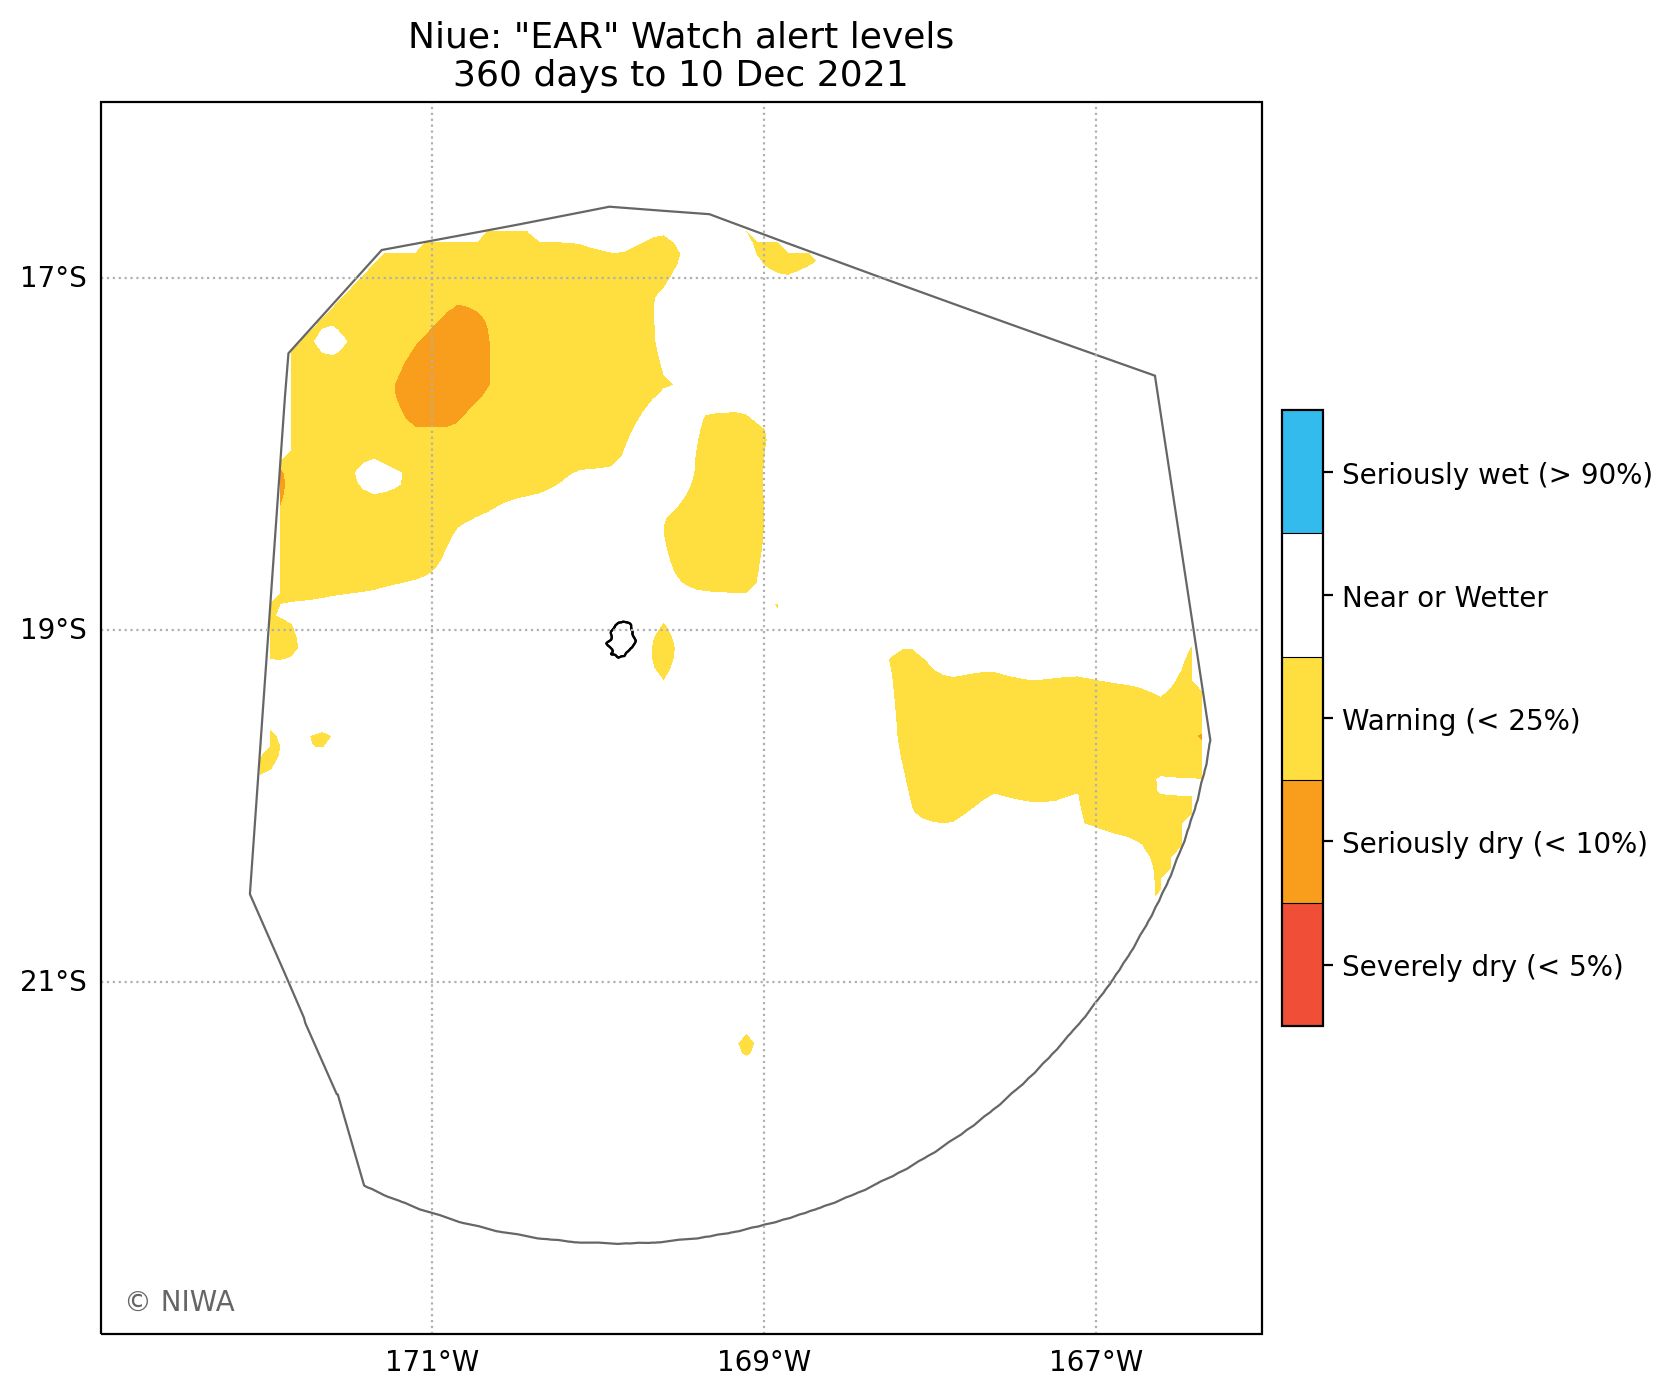 Niue: "EAR" Watch alert levels
360 days to 10 Dec 2021
17°S
19°S
21°S
171°W
169°W
167°W
Seriously wet (> 90%)
Near or Wetter
Warning (< 25%)
Seriously dry (< 10%)
Severely dry (< 5%)
© NIWA